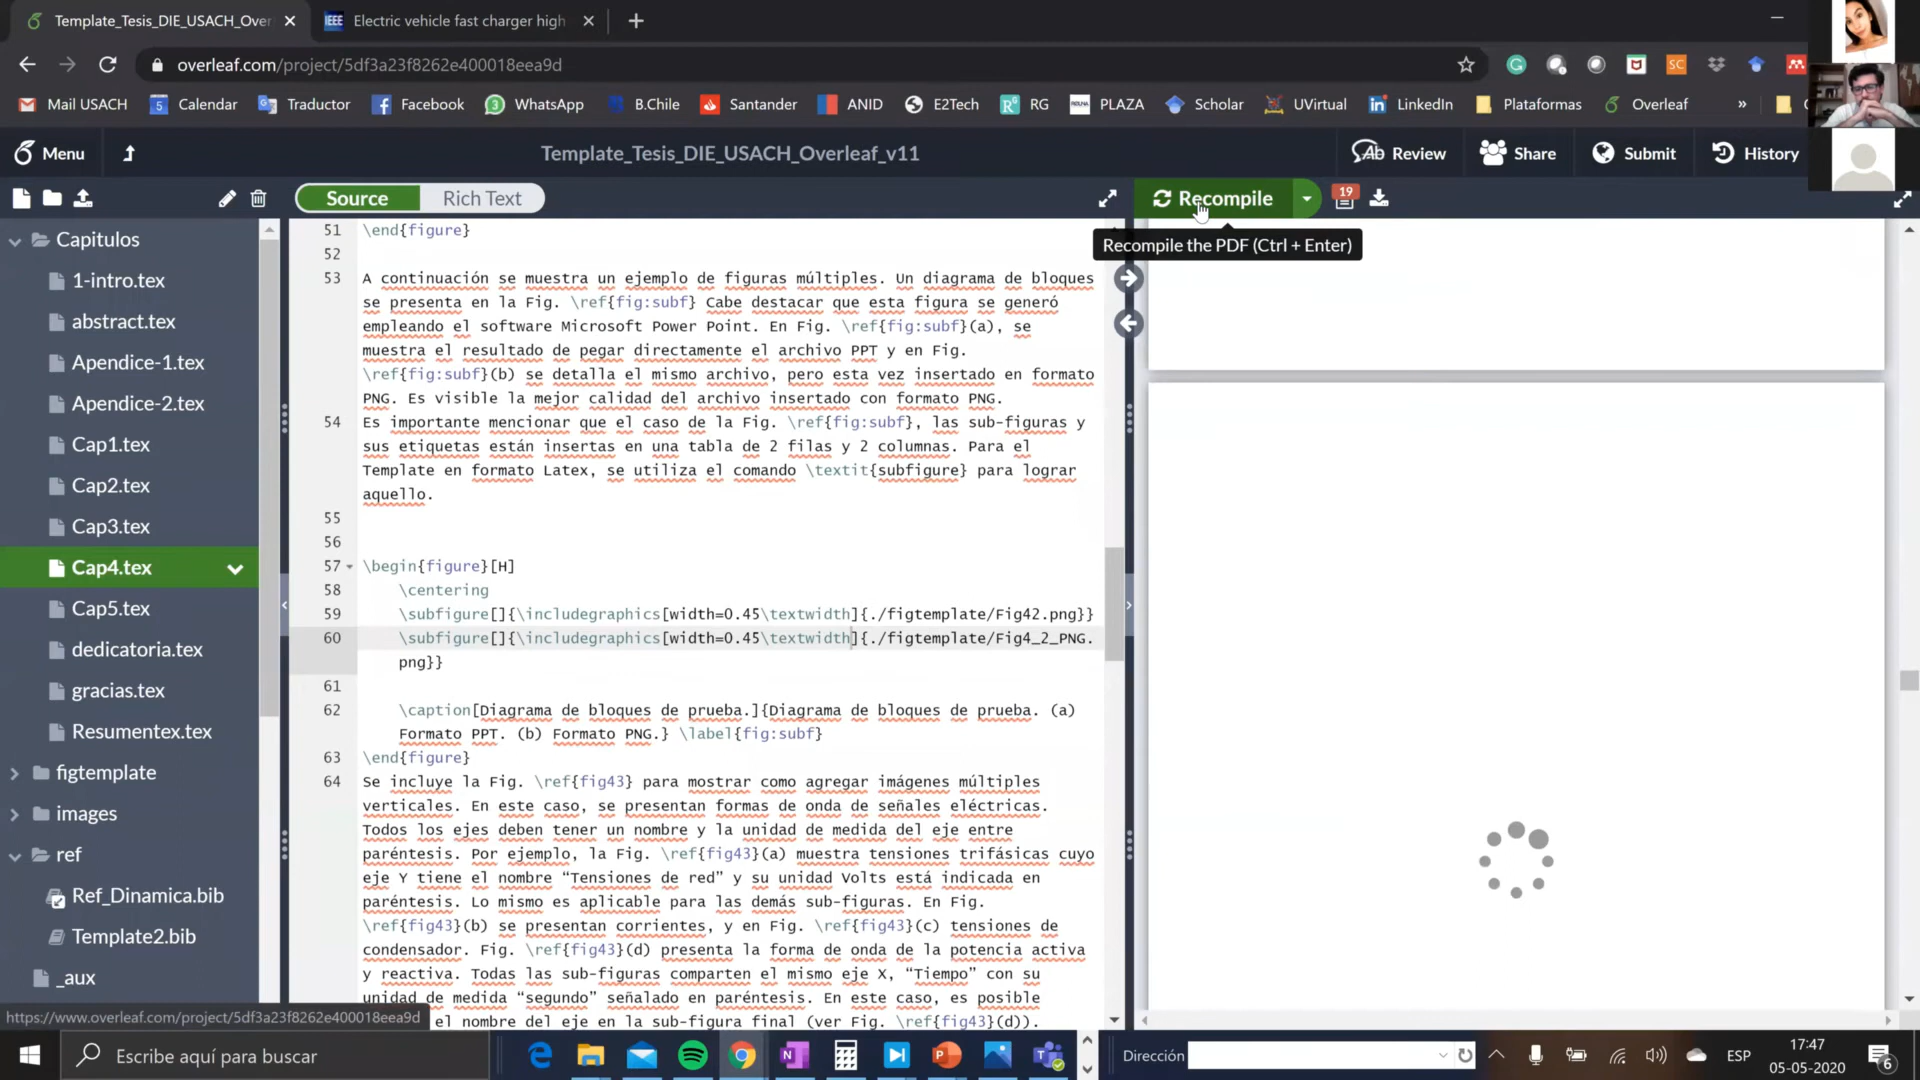 Template_Tesis_DIE_USACH_Over
Electric vehicle fast charger high
overleaf.com/project/5df3a23f8262e400018eea9d
Mail USACH
Calendar
Traductor
Facebook
WhatsApp
B.Chile
Santander
ANID
E2Tech
RG
PLAZA
Scholar
UVirtual
LinkedIn
Plataformas
Overleaf
»
Menu
Template_Tesis_DIE_USACH_Overleaf_v11
Review
Share
Submit
History
Source
Rich Text
Recompile
19
Recompile the PDF (Ctrl + Enter)
Capitulos
1-intro.tex
abstract.tex
Apendice-1.tex
Apendice-2.tex
Cap1.tex
Cap2.tex
Cap3.tex
Cap4.tex
Cap5.tex
dedicatoria.tex
gracias.tex
Resumentex.tex
figtemplate
images
ref
Ref_Dinamica.bib
Template2.bib
_aux
51 \end{figure}
52
53 A continuación se muestra un ejemplo de figuras múltiples. Un diagrama de bloques
se presenta en la Fig. \ref{fig:subf} Cabe destacar que esta figura se generó
empleando el software Microsoft Power Point. En Fig. \ref{fig:subf}(a), se
muestra el resultado de pegar directamente el archivo PPT y en Fig.
\ref{fig:subf}(b) se detalla el mismo archivo, pero esta vez insertado en formato
PNG. Es visible la mejor calidad del archivo insertado con formato PNG.
54 Es importante mencionar que el caso de la Fig. \ref{fig:subf}, las sub-figuras y
sus etiquetas están insertas en una tabla de 2 filas y 2 columnas. Para el
Template en formato Latex, se utiliza el comando \textit{subfigure} para lograr
aquello.
55
56
57 \begin{figure}[H]
58 \centering
59 \subfigure[]{\includegraphics[width=0.45\textwidth]{./figtemplate/Fig42.png}}
60 \subfigure[]{\includegraphics[width=0.45\textwidth]{./figtemplate/Fig4_2_PNG.
png}}
61
62 \caption[Diagrama de bloques de prueba.]{Diagrama de bloques de prueba. (a)
Formato PPT. (b) Formato PNG.} \label{fig:subf}
63 \end{figure}
64 Se incluye la Fig. \ref{fig43} para mostrar como agregar imágenes múltiples
verticales. En este caso, se presentan formas de onda de señales eléctricas.
Todos los ejes deben tener un nombre y la unidad de medida del eje entre
paréntesis. Por ejemplo, la Fig. \ref{fig43}(a) muestra tensiones trifásicas cuyo
eje Y tiene el nombre “Tensiones de red” y su unidad Volts está indicada en
paréntesis. Lo mismo es aplicable para las demás sub-figuras. En Fig.
\ref{fig43}(b) se presentan corrientes, y en Fig. \ref{fig43}(c) tensiones de
condensador. Fig. \ref{fig43}(d) presenta la forma de onda de la potencia activa
y reactiva. Todas las sub-figuras comparten el mismo eje X, “Tiempo” con su
unidad de medida “segundo” señalado en paréntesis. En este caso, es posible
el nombre del eje en la sub-figura final (ver Fig. \ref{fig43}(d)).
https://www.overleaf.com/project/5df3a23f8262e400018eea9d
Escribe aquí para buscar
Dirección
ESP
17:47
05-05-2020
6